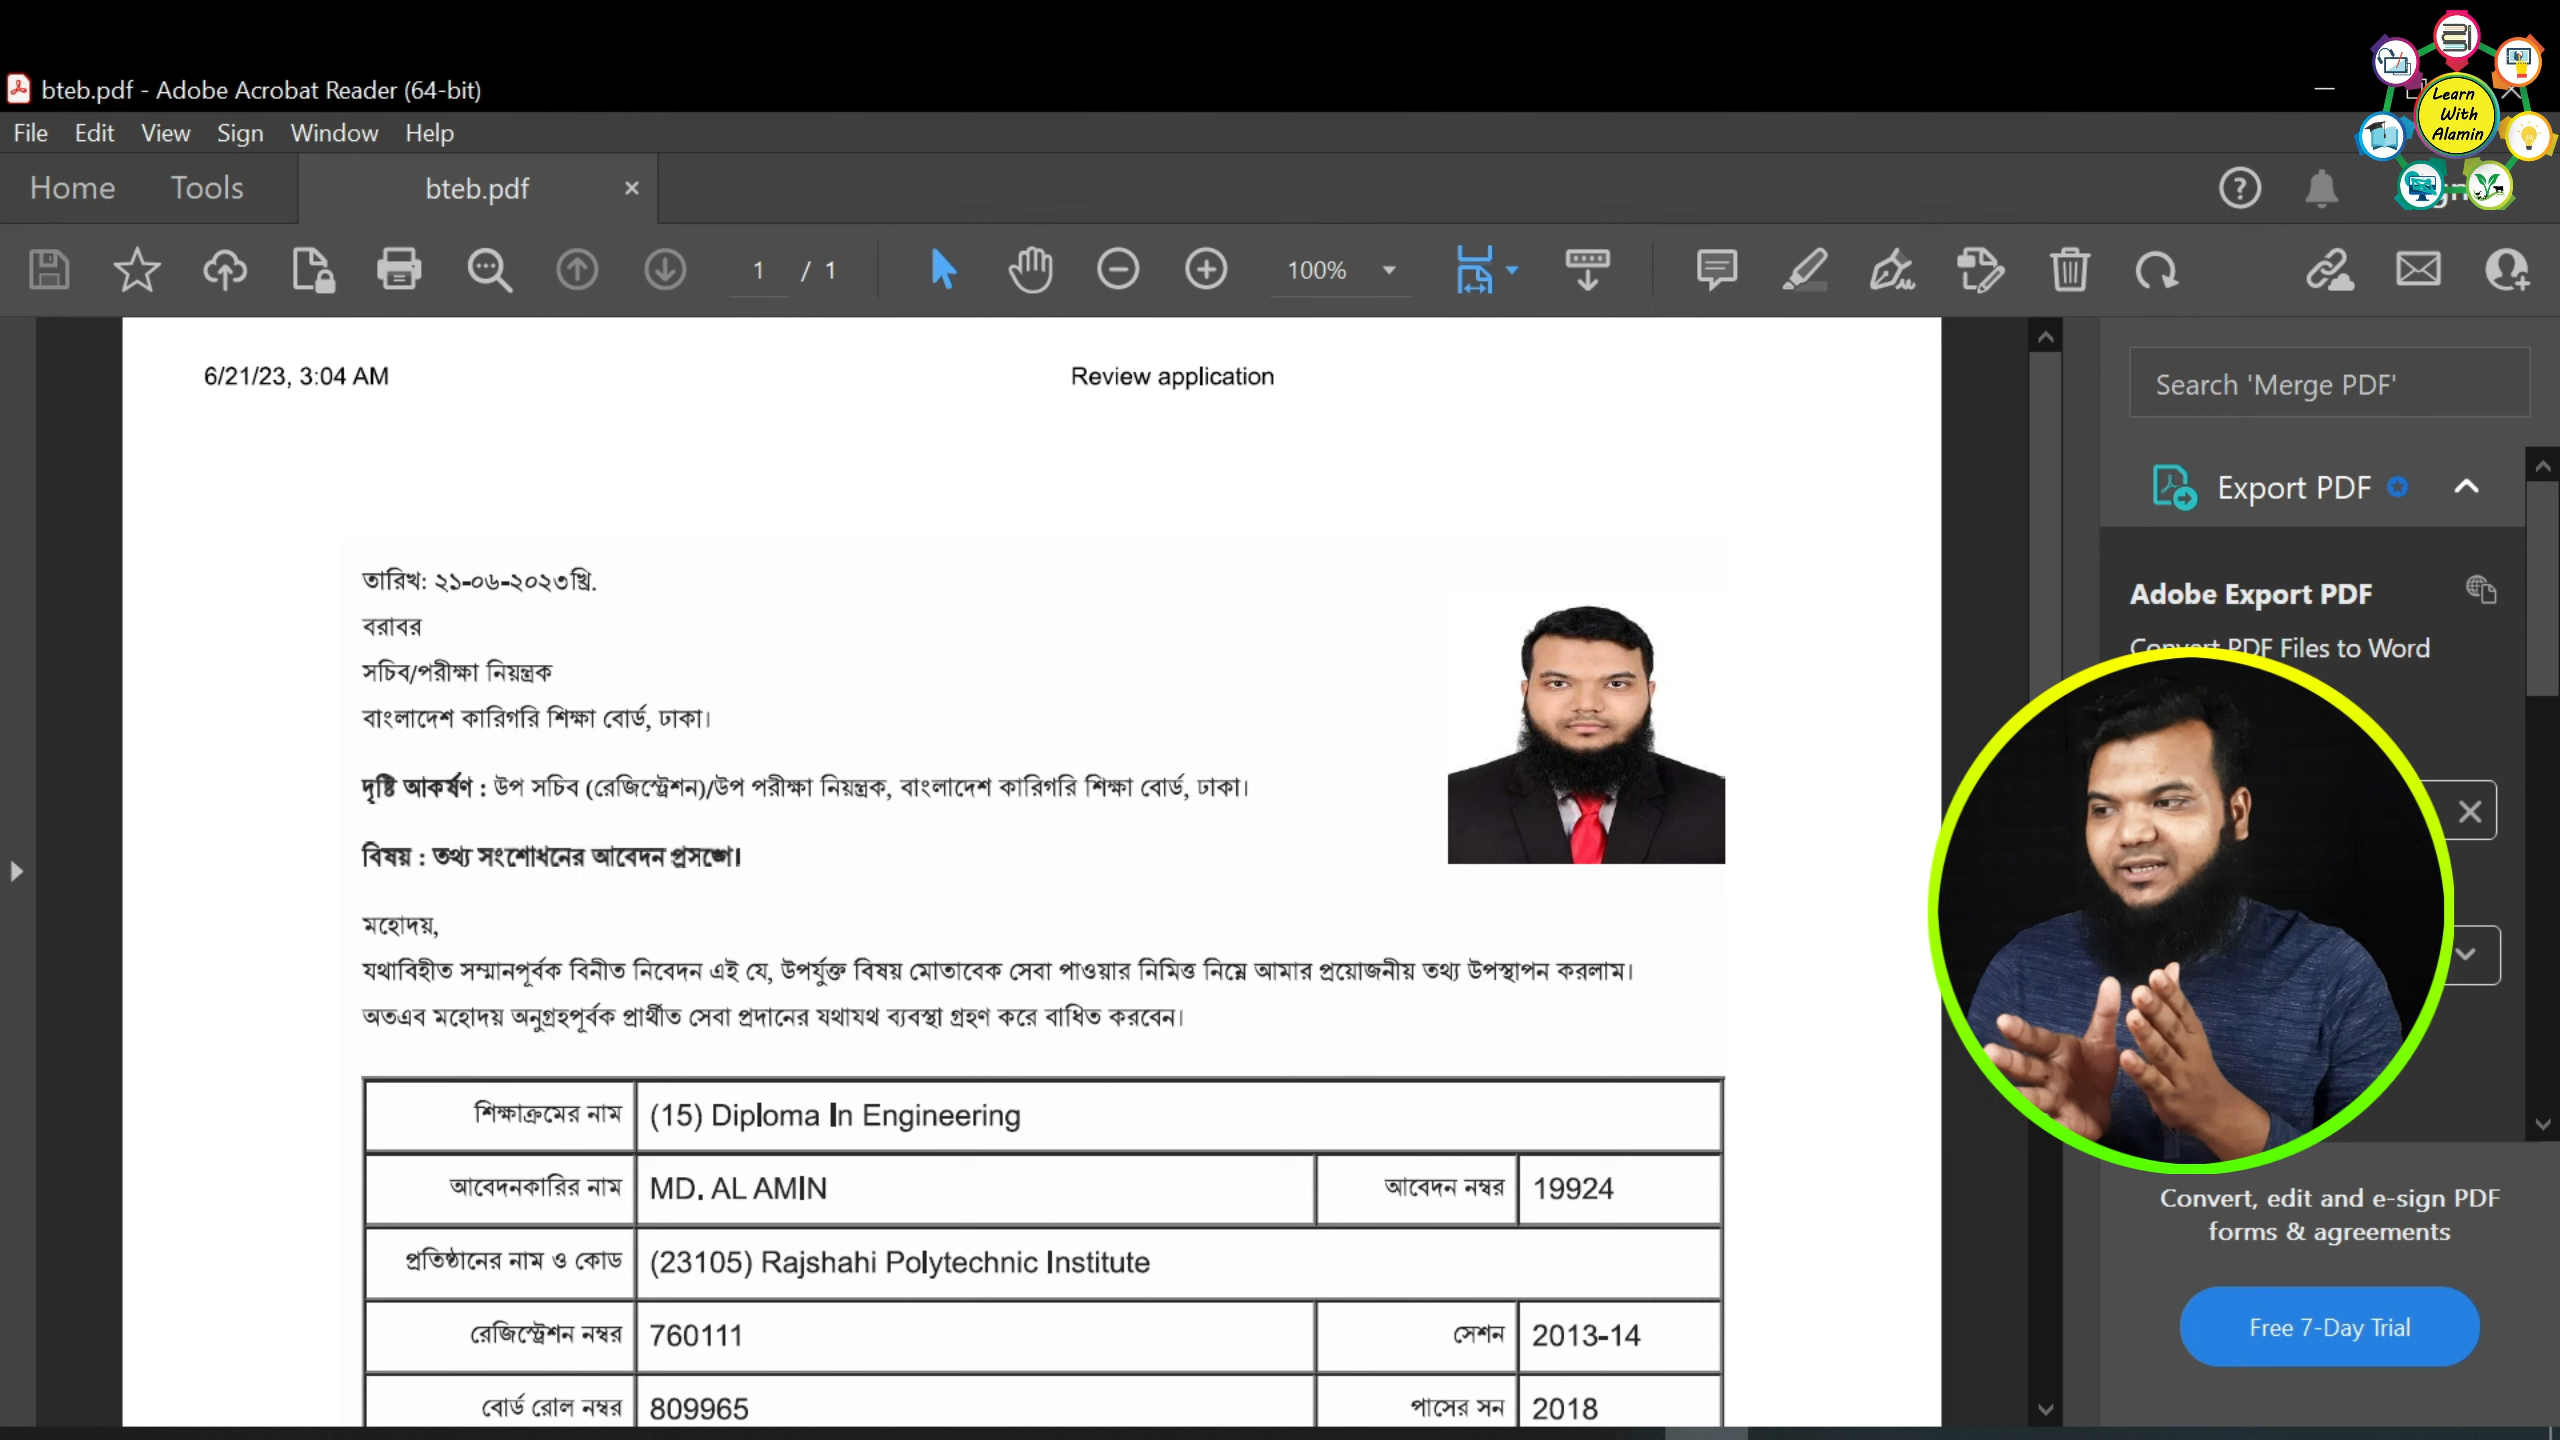 bteb.pdf - Adobe Acrobat Reader (64-bit)
Learn
With
Alamin
File Edit View Sign Window Help
Home Tools bteb.pdf
1 / 1 100%
6/21/23, 3:04 AM Review application
Search 'Merge PDF'
Export PDF
Adobe Export PDF
Convert PDF Files to Word
তারিখ: ২১-০৬-২০২৩খ্রি.
বরাবর
সচিব/পরীক্ষা নিয়ন্ত্রক
বাংলাদেশ কারিগরি শিক্ষা বোর্ড, ঢাকা।
দৃষ্টি আকর্ষণ : উপ সচিব (রেজিস্ট্রেশন)/উপ পরীক্ষা নিয়ন্ত্রক, বাংলাদেশ কারিগরি শিক্ষা বোর্ড, ঢাকা।
বিষয় : তথ্য সংশোধনের আবেদন প্রসঙ্গে।
মহোদয়,
যথাবিহীত সম্মানপূর্বক বিনীত নিবেদন এই যে, উপর্যুক্ত বিষয় মোতাবেক সেবা পাওয়ার নিমিত্ত নিম্নে আমার প্রয়োজনীয় তথ্য উপস্থাপন করলাম।
অতএব মহোদয় অনুগ্রহপূর্বক প্রার্থীত সেবা প্রদানের যথাযথ ব্যবস্থা গ্রহণ করে বাধিত করবেন।
শিক্ষাক্রমের নাম (15) Diploma In Engineering
আবেদনকারির নাম MD. AL AMIN আবেদন নম্বর 19924
প্রতিষ্ঠানের নাম ও কোড (23105) Rajshahi Polytechnic Institute
রেজিস্ট্রেশন নম্বর 760111 সেশন 2013-14
বোর্ড রোল নম্বর 809965 পাসের সন 2018
Convert, edit and e-sign PDF
forms & agreements
Free 7-Day Trial